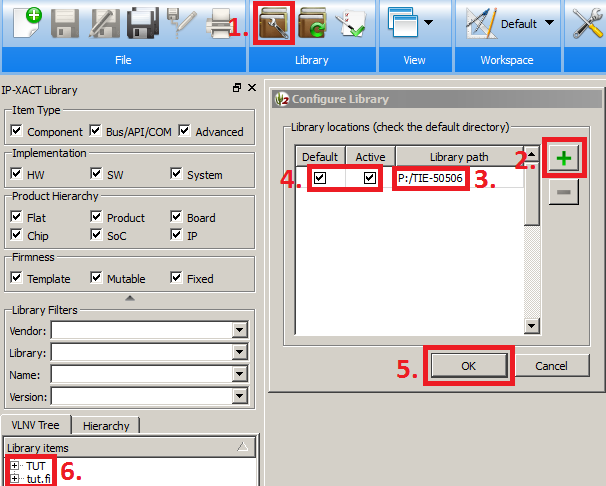 1.
Default
File
Library
View
Workspace
IP-XACT Library
Item Type
Component Bus/API/COM Advanced
Implementation
HW SW System
Product Hierarchy
Flat Product Board
Chip SoC IP
Firmness
Template Mutable Fixed
Library Filters
Vendor:
Library:
Name:
Version:
VLNV Tree Hierarchy
Library items
TUT
tut.fi
6.
Configure Library
Library locations (check the default directory)
2.
Default Active Library path
4. P:/TIE-50506 3.
5. OK Cancel